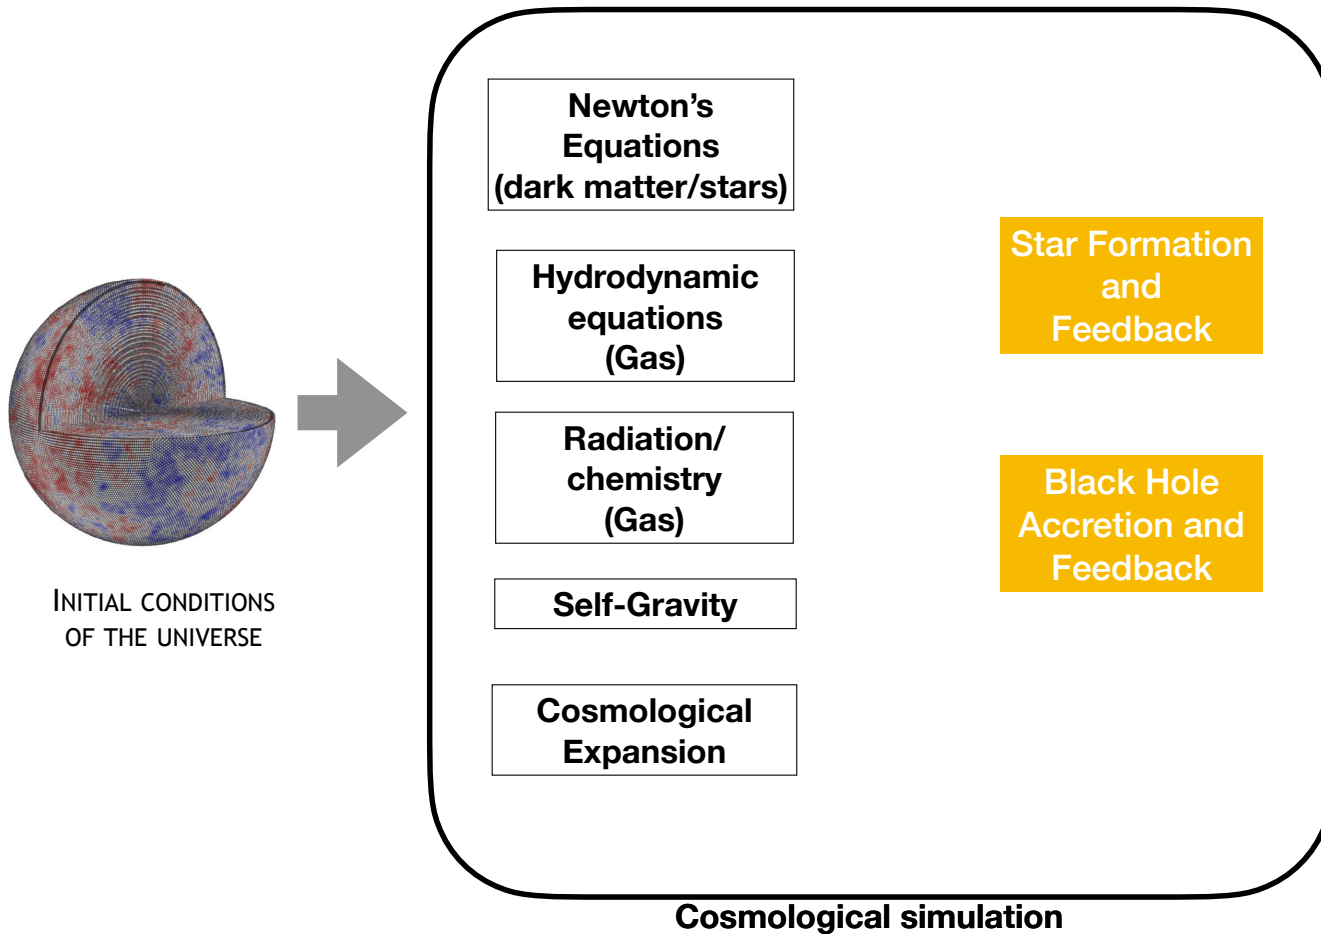 INITIAL CONDITIONS
OF THE UNIVERSE
Newton’s
Equations
(dark matter/stars)
Hydrodynamic
equations
(Gas)
Radiation/
chemistry
(Gas)
Self-Gravity
Cosmological
Expansion
Star Formation
and
Feedback
Black Hole
Accretion and
Feedback
Cosmological simulation